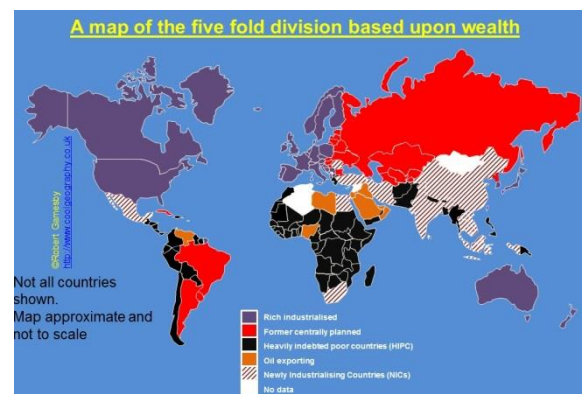 A map of the five fold division based upon wealth
©Robert Gamesby
http://www.coolgeography.co.uk
Not all countries
shown.
Map approximate and
not to scale
Rich industrialised
Former centrally planned
Heavily indebted poor countries (HIPC)
Oil exporting
Newly Industrialising Countries (NICs)
No data